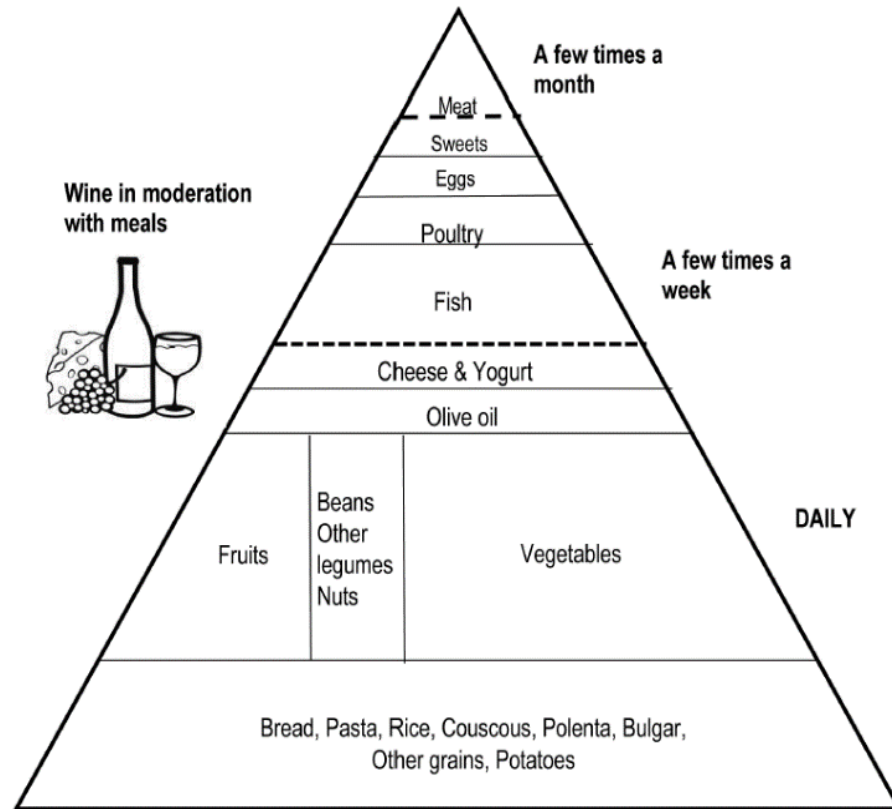 A few times a
month
Meat
Sweets
Eggs
Wine in moderation
with meals
Poultry
A few times a
week
Fish
Cheese & Yogurt
Olive oil
Beans
Other
legumes
Nuts
Fruits
Vegetables
DAILY
Bread, Pasta, Rice, Couscous, Polenta, Bulgar,
Other grains, Potatoes